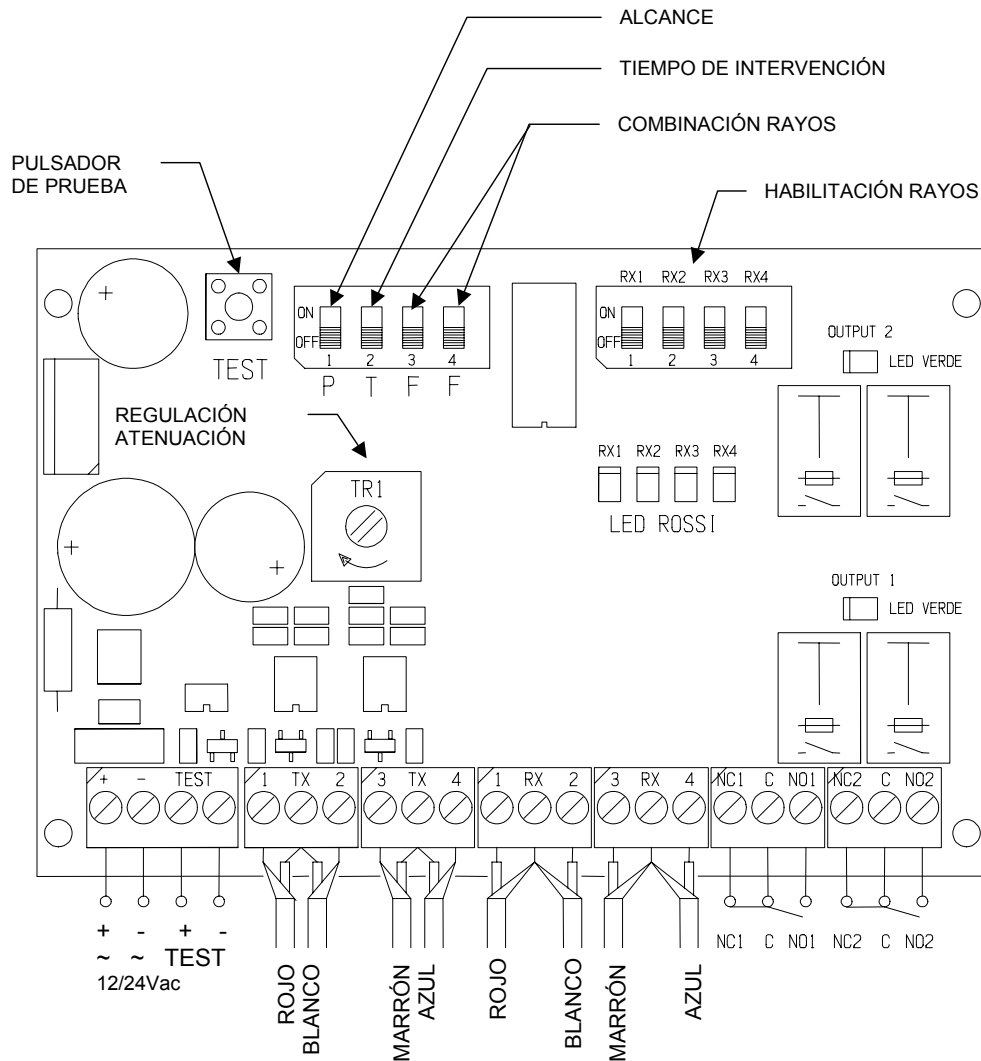 ALCANCE
TIEMPO DE INTERVENCIÓN
COMBINACIÓN RAYOS
PULSADOR
DE PRUEBA
HABILITACIÓN RAYOS
+
TEST
ON
OFF
1 2 3 4
P T F F
RX1 RX2 RX3 RX4
ON
OFF
1 2 3 4
OUTPUT 2
LED VERDE
REGULACIÓN
ATENUACIÓN
TR1
RX1 RX2 RX3 RX4
LED ROSSI
+
+
OUTPUT 1
LED VERDE
+ - TEST
1 TX 2
3 TX 4
1 RX 2
3 RX 4
NC1 C NO1
NC2 C NO2
+ - + -
~ ~ TEST
12/24Vac
ROJO
BLANCO
MARRÓN
AZUL
ROJO
BLANCO
MARRÓN
AZUL
NC1 C NO1
NC2 C NO2